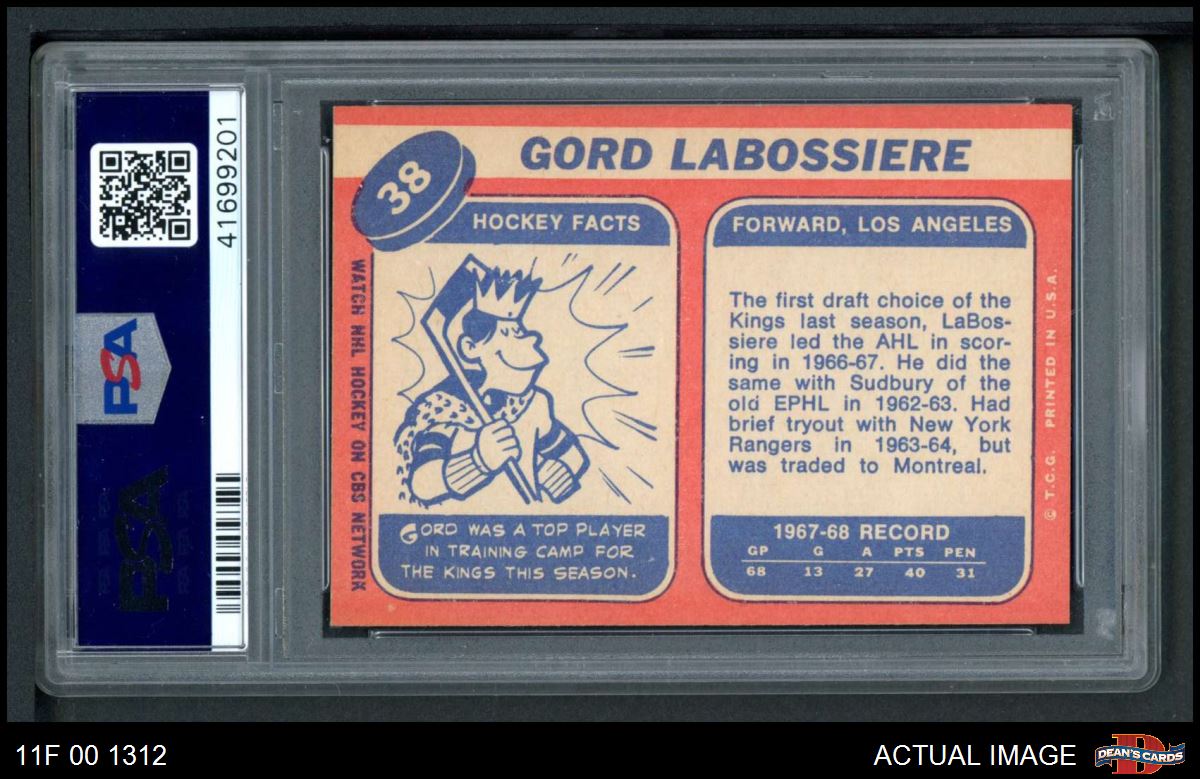 41699201
PSA
PSA
38
GORD LABOSSIERE
HOCKEY FACTS
WATCH NHL HOCKEY ON CBS NETWORK
GORD WAS A TOP PLAYER
IN TRAINING CAMP FOR
THE KINGS THIS SEASON.
FORWARD, LOS ANGELES
The first draft choice of the
Kings last season, LaBos-
siere led the AHL in scor-
ing in 1966-67. He did the
same with Sudbury of the
old EPHL in 1962-63. Had
brief tryout with New York
Rangers in 1963-64, but
was traded to Montreal.
1967-68 RECORD
GP G A PTS PEN
68 13 27 40 31
© T.C.G. PRINTED IN U.S.A.
11F 00 1312
ACTUAL IMAGE
DEAN'S CARDS